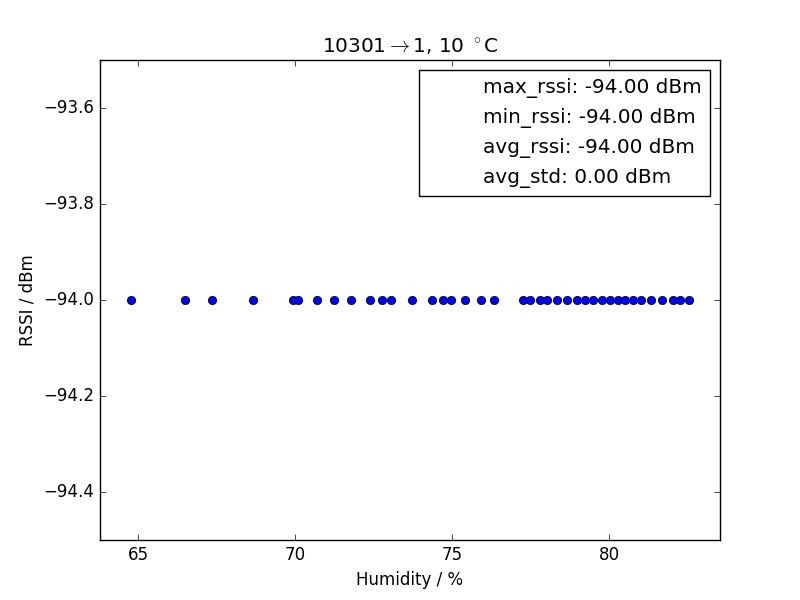 10301→1, 10 °C
max_rssi: -94.00 dBm
min_rssi: -94.00 dBm
avg_rssi: -94.00 dBm
avg_std: 0.00 dBm
−93.6
−93.8
−94.0
−94.2
−94.4
RSSI / dBm
65 70 75 80
Humidity / %